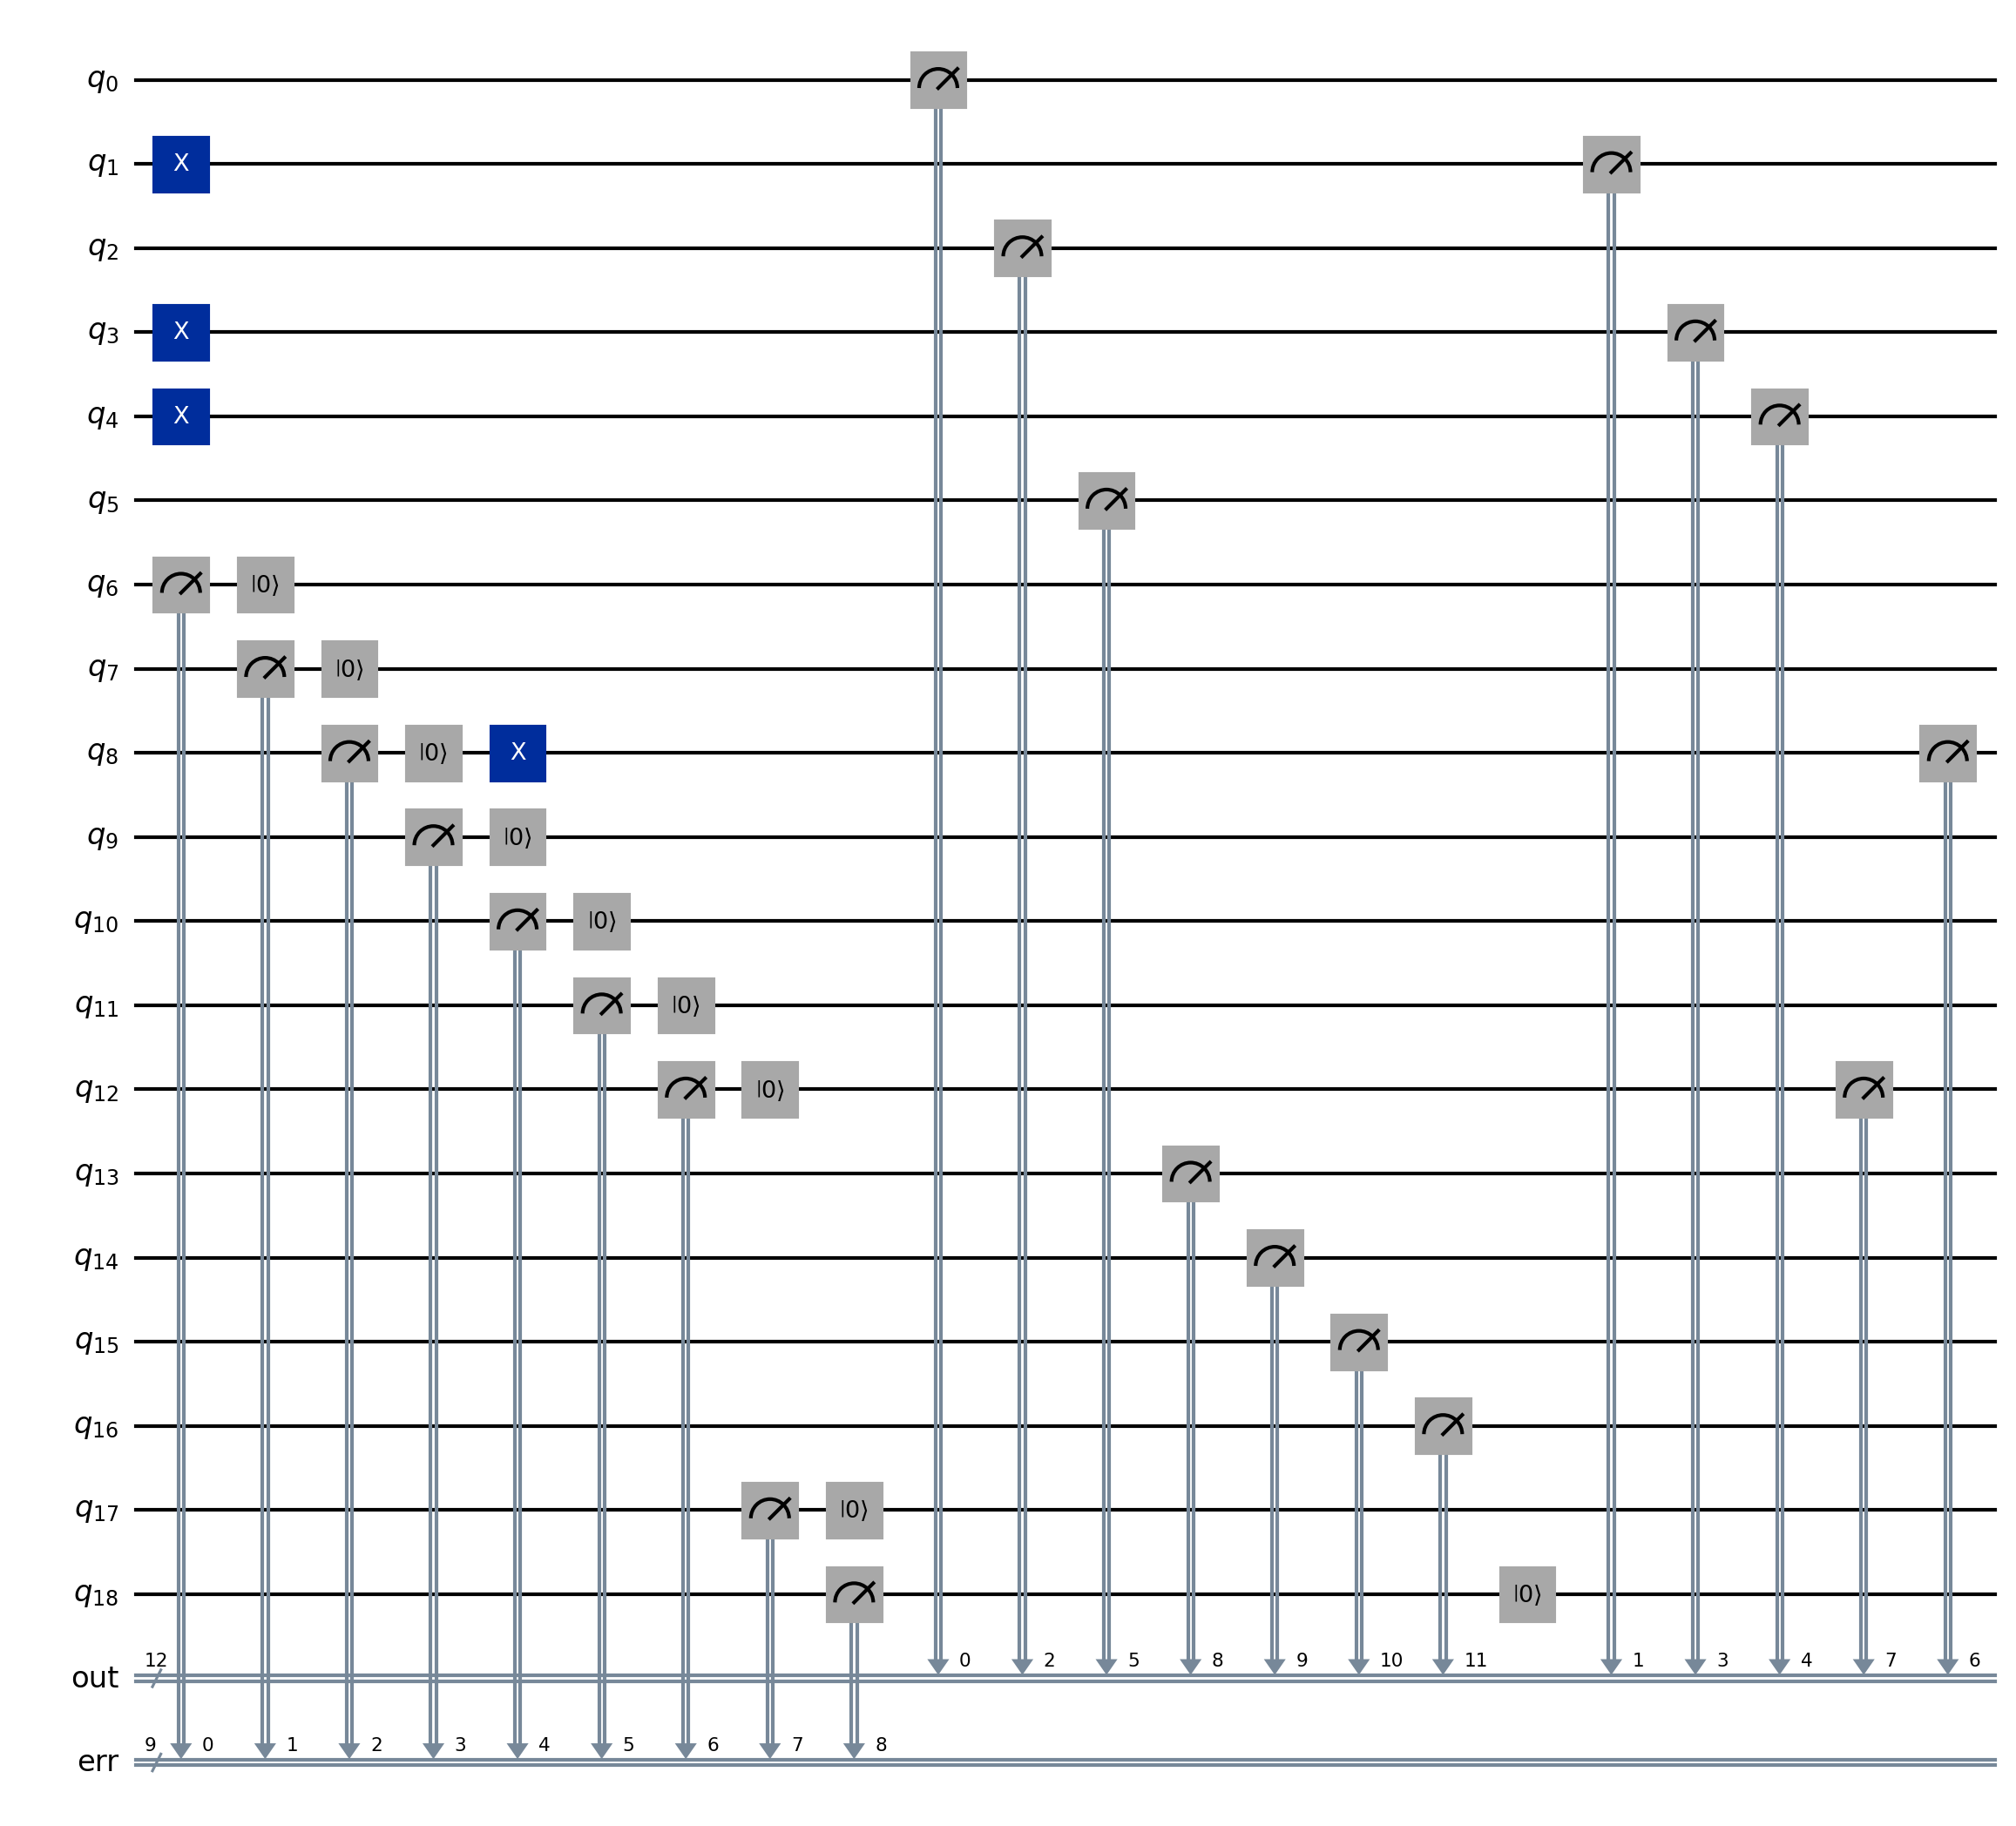 q0
q1 X
q2
q3 X
q4 X
q5
q6 |0⟩
q7 |0⟩
q8 |0⟩ X
q9 |0⟩
q10 |0⟩
q11 |0⟩
q12 |0⟩
q13
q14
q15
q16
q17 |0⟩
q18 |0⟩
out 12 0 2 5 8 9 10 11 1 3 4 7 6
err 9 0 1 2 3 4 5 6 7 8